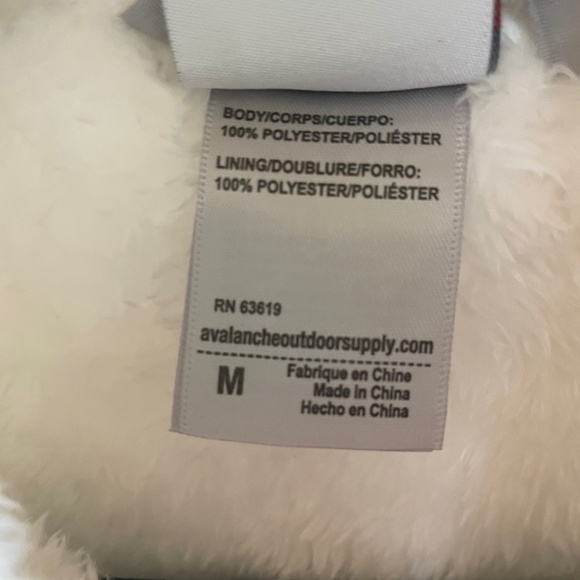 BODY/CORPS/CUERPO:
100% POLYESTER/POLIÉSTER
LINING/DOUBLURE/FORRO:
100% POLYESTER/POLIÉSTER
RN 63619
avalancheoutdoorsupply.com
M
Fabrique en Chine
Made in China
Hecho en China